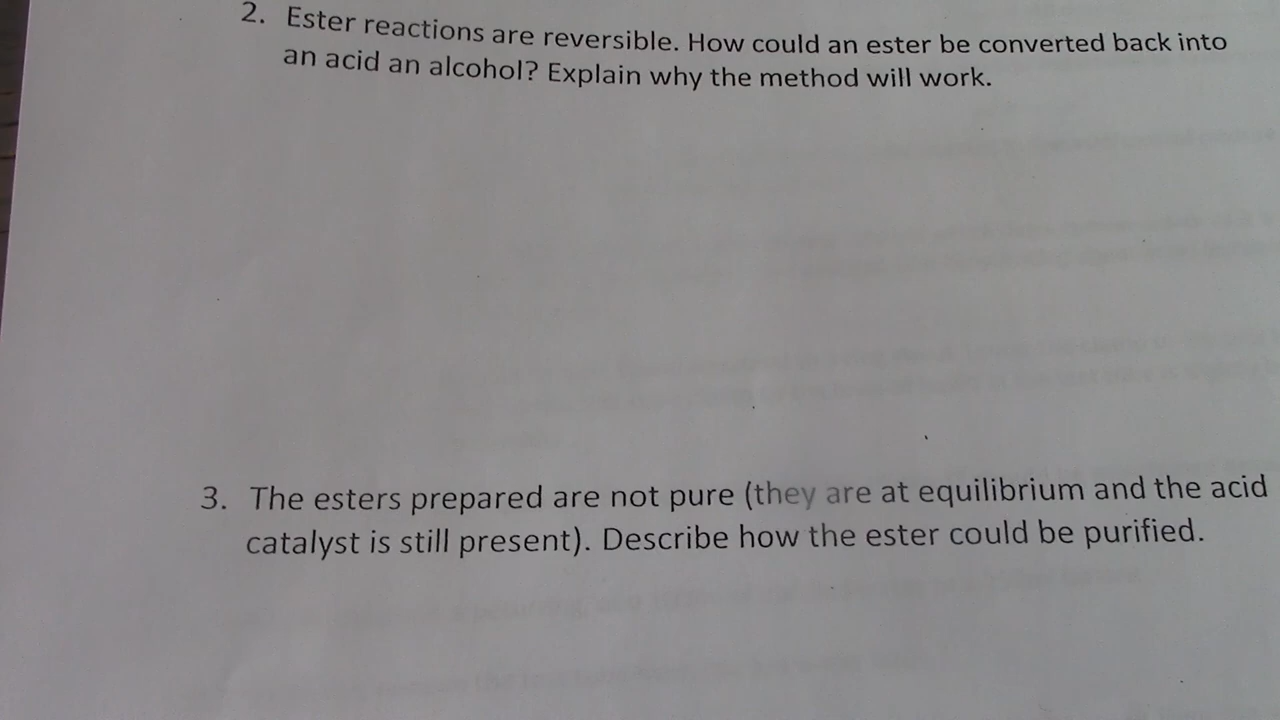 2. Ester reactions are reversible. How could an ester be converted back into
an acid an alcohol? Explain why the method will work.
3. The esters prepared are not pure (they are at equilibrium and the acid
catalyst is still present). Describe how the ester could be purified.